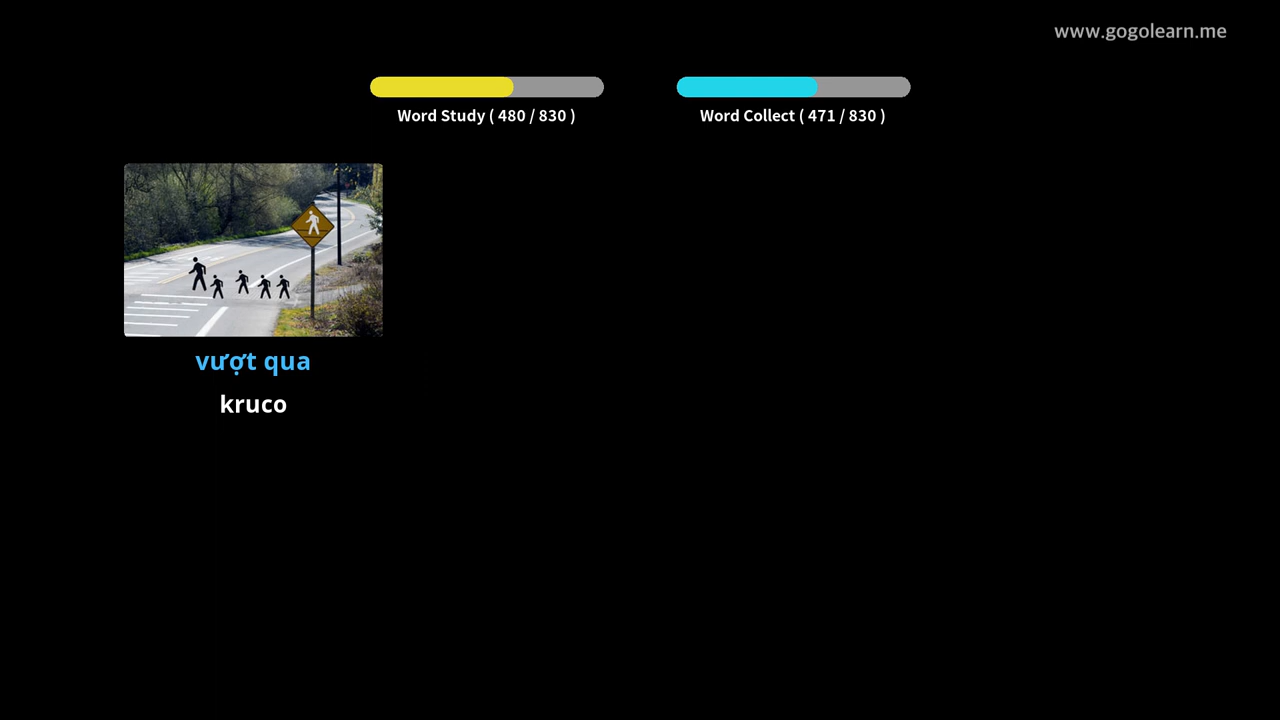 www.gogolearn.me
Word Study ( 480 / 830 )
Word Collect ( 471 / 830 )
vượt qua
kruco